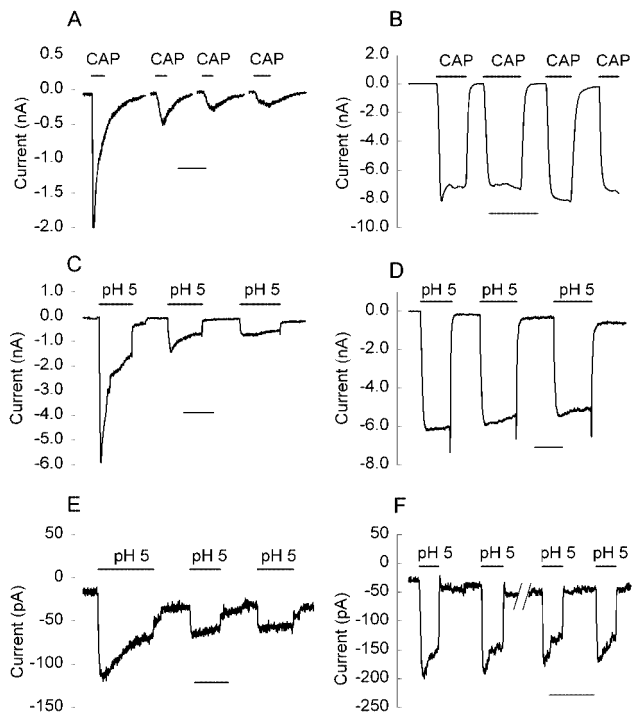 A
0.5
0.0
-0.5
-1.0
-1.5
-2.0
Current (nA)
CAP CAP CAP CAP
B
2.0
0.0
-2.0
-4.0
-6.0
-8.0
-10.0
Current (nA)
CAP CAP CAP CAP
C
1.0
0.0
-1.0
-2.0
-3.0
-4.0
-5.0
-6.0
Current (nA)
pH 5 pH 5 pH 5
D
0.0
-2.0
-4.0
-6.0
-8.0
Current (nA)
pH 5 pH 5 pH 5
E
50
0
-50
-100
-150
Current (pA)
pH 5 pH 5 pH 5
F
50
0
-50
-100
-150
-200
-250
Current (pA)
pH 5 pH 5 pH 5 pH 5